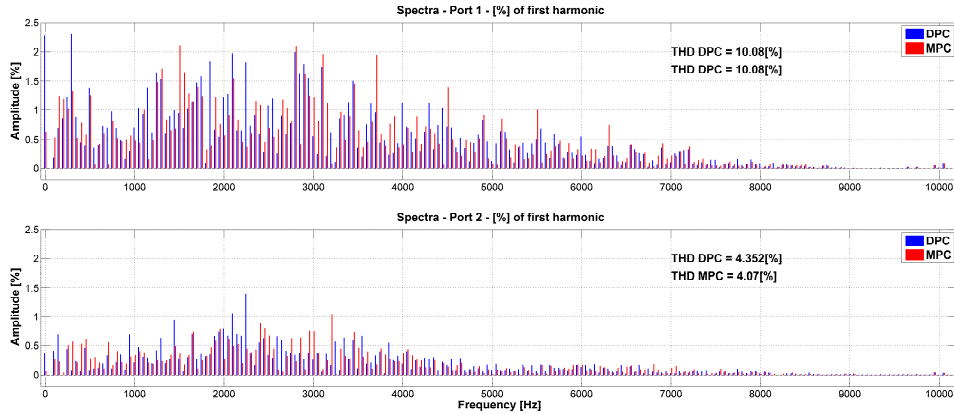 Spectra - Port 1 - [%] of first harmonic
2.5
2
1.5
1
0.5
0
Amplitude [%]
DPC
MPC
THD DPC = 10.08[%]
THD DPC = 10.08[%]
0 1000 2000 3000 4000 5000 6000 7000 8000 9000 10000
Spectra - Port 2 - [%] of first harmonic
2.5
2
1.5
1
0.5
0
Amplitude [%]
DPC
MPC
THD DPC = 4.352[%]
THD MPC = 4.07[%]
0 1000 2000 3000 4000 5000 6000 7000 8000 9000 10000
Frequency [Hz]